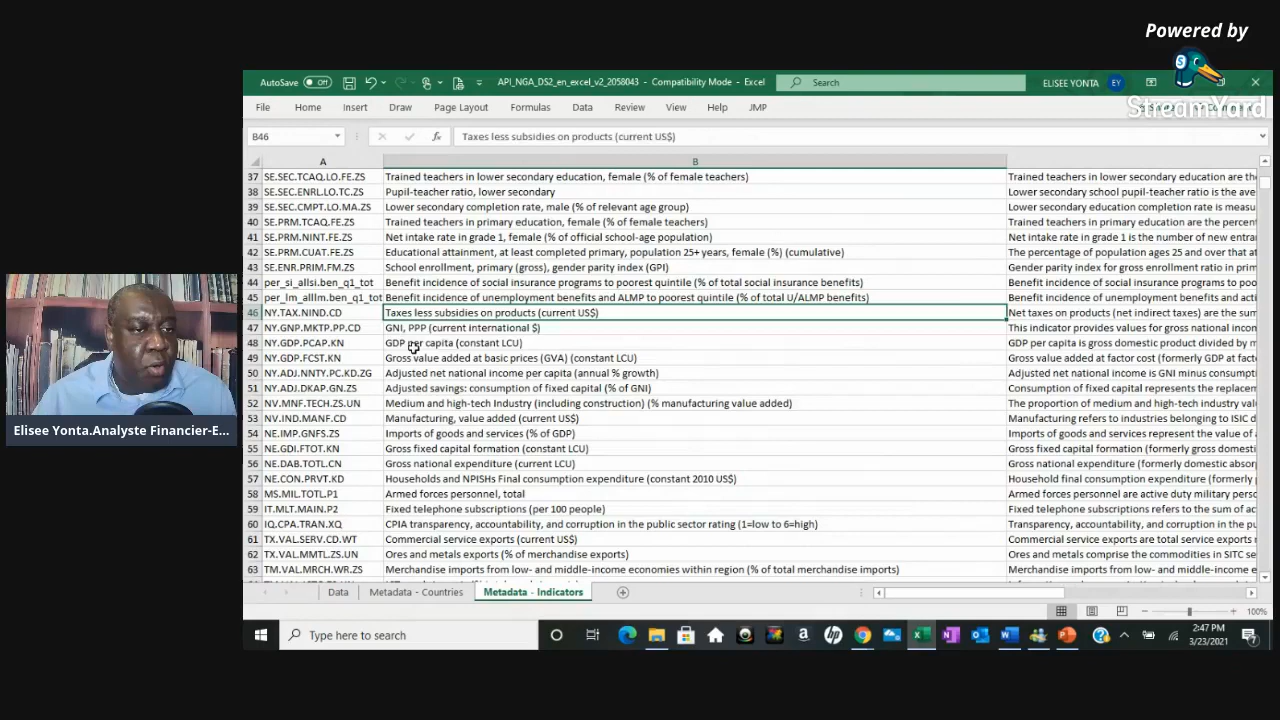 Powered by
StreamYard
AutoSave Off API_NGA_DS2_en_excel_v2_2058043 - Compatibility Mode - Excel Search ELISEE YONTA EY
File Home Insert Draw Page Layout Formulas Data Review View Help JMP
B46 fx Taxes less subsidies on products (current US$)
A B
37 SE.SEC.TCAQ.LO.FE.ZS Trained teachers in lower secondary education, female (% of female teachers) Trained teachers in lower secondary education are the
38 SE.SEC.ENRL.LO.TC.ZS Pupil-teacher ratio, lower secondary Lower secondary school pupil-teacher ratio is the ave
39 SE.SEC.CMPT.LO.MA.ZS Lower secondary completion rate, male (% of relevant age group) Lower secondary education completion rate is measu
40 SE.PRM.TCAQ.FE.ZS Trained teachers in primary education, female (% of female teachers) Trained teachers in primary education are the percent
41 SE.PRM.NINT.FE.ZS Net intake rate in grade 1, female (% of official school-age population) Net intake rate in grade 1 is the number of new entra
42 SE.PRM.CUAT.FE.ZS Educational attainment, at least completed primary, population 25+ years, female (%) (cumulative) The percentage of population ages 25 and over that at
43 SE.ENR.PRIM.FM.ZS School enrollment, primary (gross), gender parity index (GPI) Gender parity index for gross enrollment ratio in prim
44 per_si_allsi.ben_q1_tot Benefit incidence of social insurance programs to poorest quintile (% of total social insurance benefits) Benefit incidence of social insurance programs to poo
45 per_lm_alllm.ben_q1_tot Benefit incidence of unemployment benefits and ALMP to poorest quintile (% of total U/ALMP benefits) Benefit incidence of unemployment benefits and acti
46 NY.TAX.NIND.CD Taxes less subsidies on products (current US$) Net taxes on products (net indirect taxes) are the sum
47 NY.GNP.MKTP.PP.CD GNI, PPP (current international $) This indicator provides values for gross national incom
48 NY.GDP.PCAP.KN GDP per capita (constant LCU) GDP per capita is gross domestic product divided by m
49 NY.GDP.FCST.KN Gross value added at basic prices (GVA) (constant LCU) Gross value added at factor cost (formerly GDP at fact
50 NY.ADJ.NNTY.PC.KD.ZG Adjusted net national income per capita (annual % growth) Adjusted net national income is GNI minus consumpti
51 NY.ADJ.DKAP.GN.ZS Adjusted savings: consumption of fixed capital (% of GNI) Consumption of fixed capital represents the replacem
52 NV.MNF.TECH.ZS.UN Medium and high-tech Industry (including construction) (% manufacturing value added) The proportion of medium and high-tech industry valu
53 NV.IND.MANF.CD Manufacturing, value added (current US$) Manufacturing refers to industries belonging to ISIC d
54 NE.IMP.GNFS.ZS Imports of goods and services (% of GDP) Imports of goods and services represent the value of a
55 NE.GDI.FTOT.KN Gross fixed capital formation (constant LCU) Gross fixed capital formation (formerly gross domesti
56 NE.DAB.TOTL.CN Gross national expenditure (current LCU) Gross national expenditure (formerly domestic absorp
57 NE.CON.PRVT.KD Households and NPISHs Final consumption expenditure (constant 2010 US$) Household final consumption expenditure (formerly p
58 MS.MIL.TOTL.P1 Armed forces personnel, total Armed forces personnel are active duty military perso
59 IT.MLT.MAIN.P2 Fixed telephone subscriptions (per 100 people) Fixed telephone subscriptions refers to the sum of ac
60 IQ.CPA.TRAN.XQ CPIA transparency, accountability, and corruption in the public sector rating (1=low to 6=high) Transparency, accountability, and corruption in the pu
61 TX.VAL.SERV.CD.WT Commercial service exports (current US$) Commercial service exports are total service exports
62 TX.VAL.MMTL.ZS.UN Ores and metals exports (% of merchandise exports) Ores and metals comprise the commodities in SITC se
63 TM.VAL.MRCH.WR.ZS Merchandise imports from low- and middle-income economies within region (% of total merchandise imports) Merchandise imports from low- and middle-income e
Elisee Yonta.Analyste Financier-E...
Data Metadata - Countries Metadata - Indicators
100%
Type here to search
2:47 PM
3/23/2021